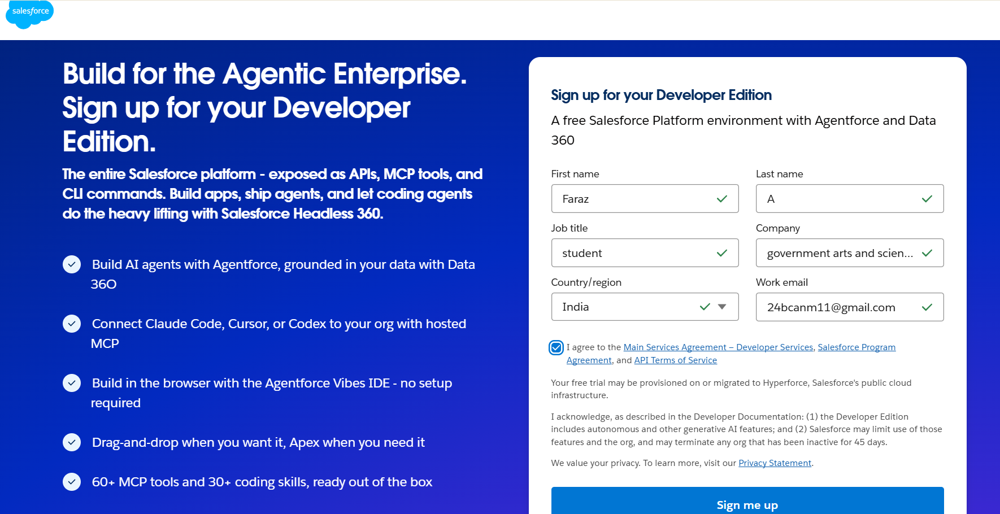 salesforce
Build for the Agentic Enterprise.
Sign up for your Developer
Edition.
The entire Salesforce platform - exposed as APIs, MCP tools, and
CLI commands. Build apps, ship agents, and let coding agents
do the heavy lifting with Salesforce Headless 360.
Build AI agents with Agentforce, grounded in your data with Data
36O
Connect Claude Code, Cursor, or Codex to your org with hosted
MCP
Build in the browser with the Agentforce Vibes IDE - no setup
required
Drag-and-drop when you want it, Apex when you need it
60+ MCP tools and 30+ coding skills, ready out of the box
Sign up for your Developer Edition
A free Salesforce Platform environment with Agentforce and Data
360
First name
Last name
Faraz
A
Job title
Company
student
government arts and scien...
Country/region
Work email
India
24bcanm11@gmail.com
I agree to the Main Services Agreement – Developer Services, Salesforce Program
Agreement, and API Terms of Service
Your free trial may be provisioned on or migrated to Hyperforce, Salesforce's public cloud
infrastructure.
I acknowledge, as described in the Developer Documentation: (1) the Developer Edition
includes autonomous and other generative AI features; and (2) Salesforce may limit use of those
features and the org, and may terminate any org that has been inactive for 45 days.
We value your privacy. To learn more, visit our Privacy Statement.
Sign me up